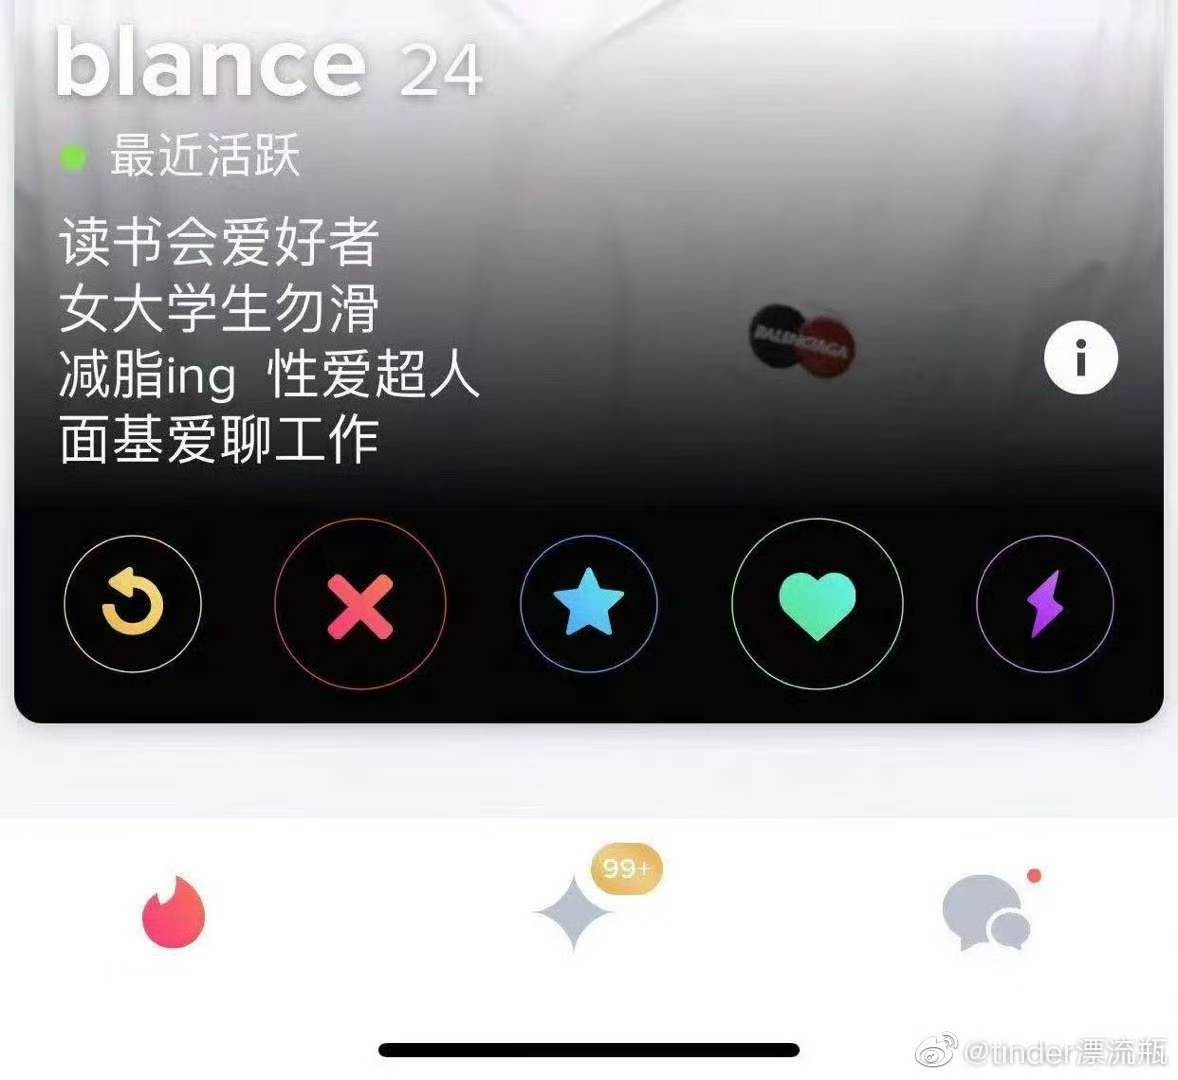 blance 24
最近活跃
读书会爱好者
女大学生勿滑
减脂ing 性爱超人
面基爱聊工作
BALENCIAGA
99+
@tinder漂流瓶